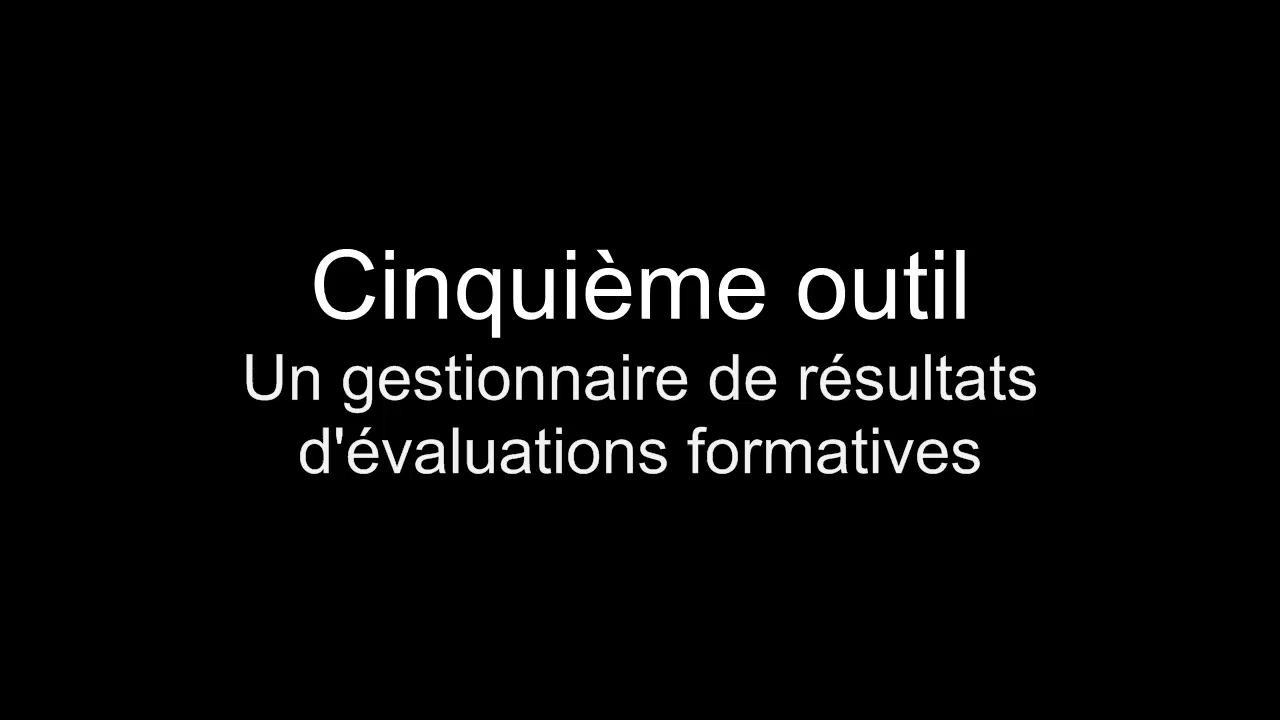 Cinquième outil
Un gestionnaire de résultats
d'évaluations formatives